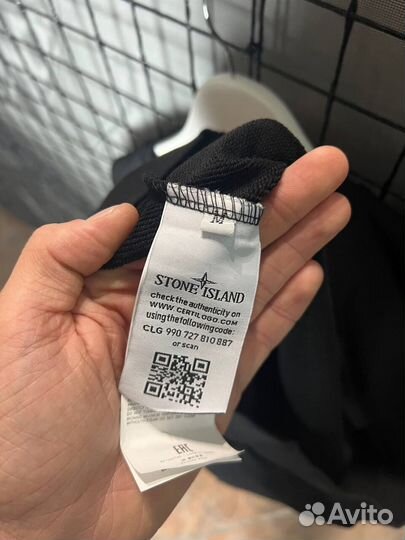 M
STONE ISLAND
check the authenticity on
WWW.CERTILOGO.COM
using the following code:
CLG 990 727 810 887
or scan
EAC
Avito